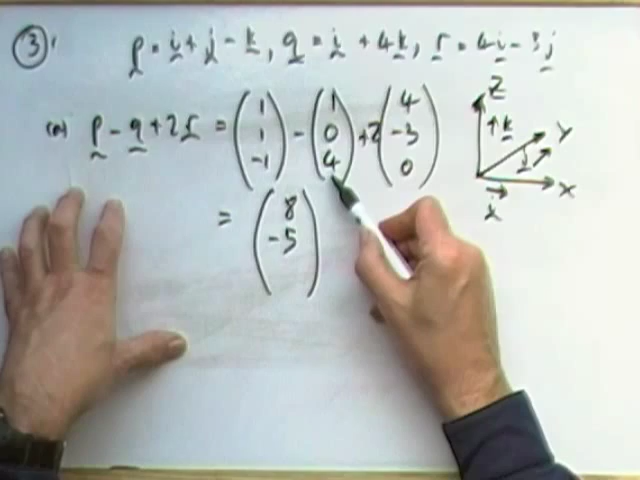 ③ p = i + j - k, q = i + 4k, r = 4i - 3j
(a) p - q + 2r = (1 1 -1) - (1 0 4) + 2(4 -3 0)
= (8 -5 )
Z
k
Y
j
X
i